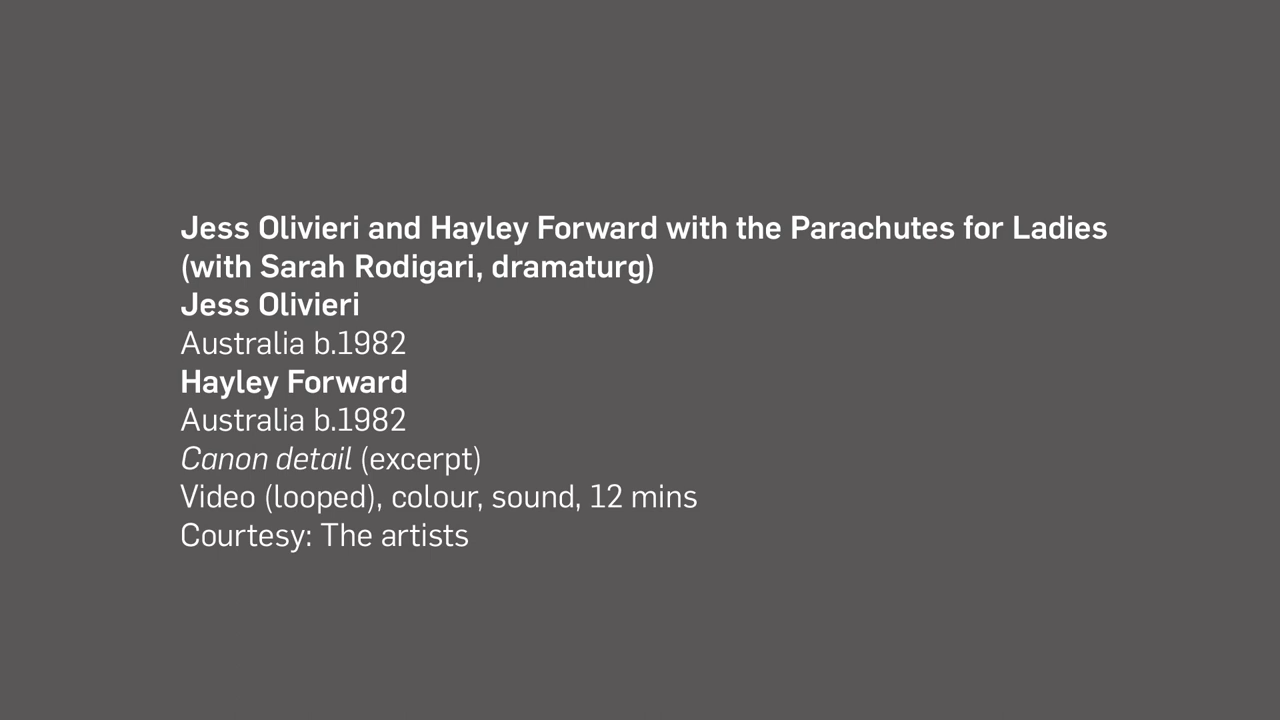 Jess Olivieri and Hayley Forward with the Parachutes for Ladies
(with Sarah Rodigari, dramaturg)
Jess Olivieri
Australia b.1982
Hayley Forward
Australia b.1982
Canon detail (excerpt)
Video (looped), colour, sound, 12 mins
Courtesy: The artists